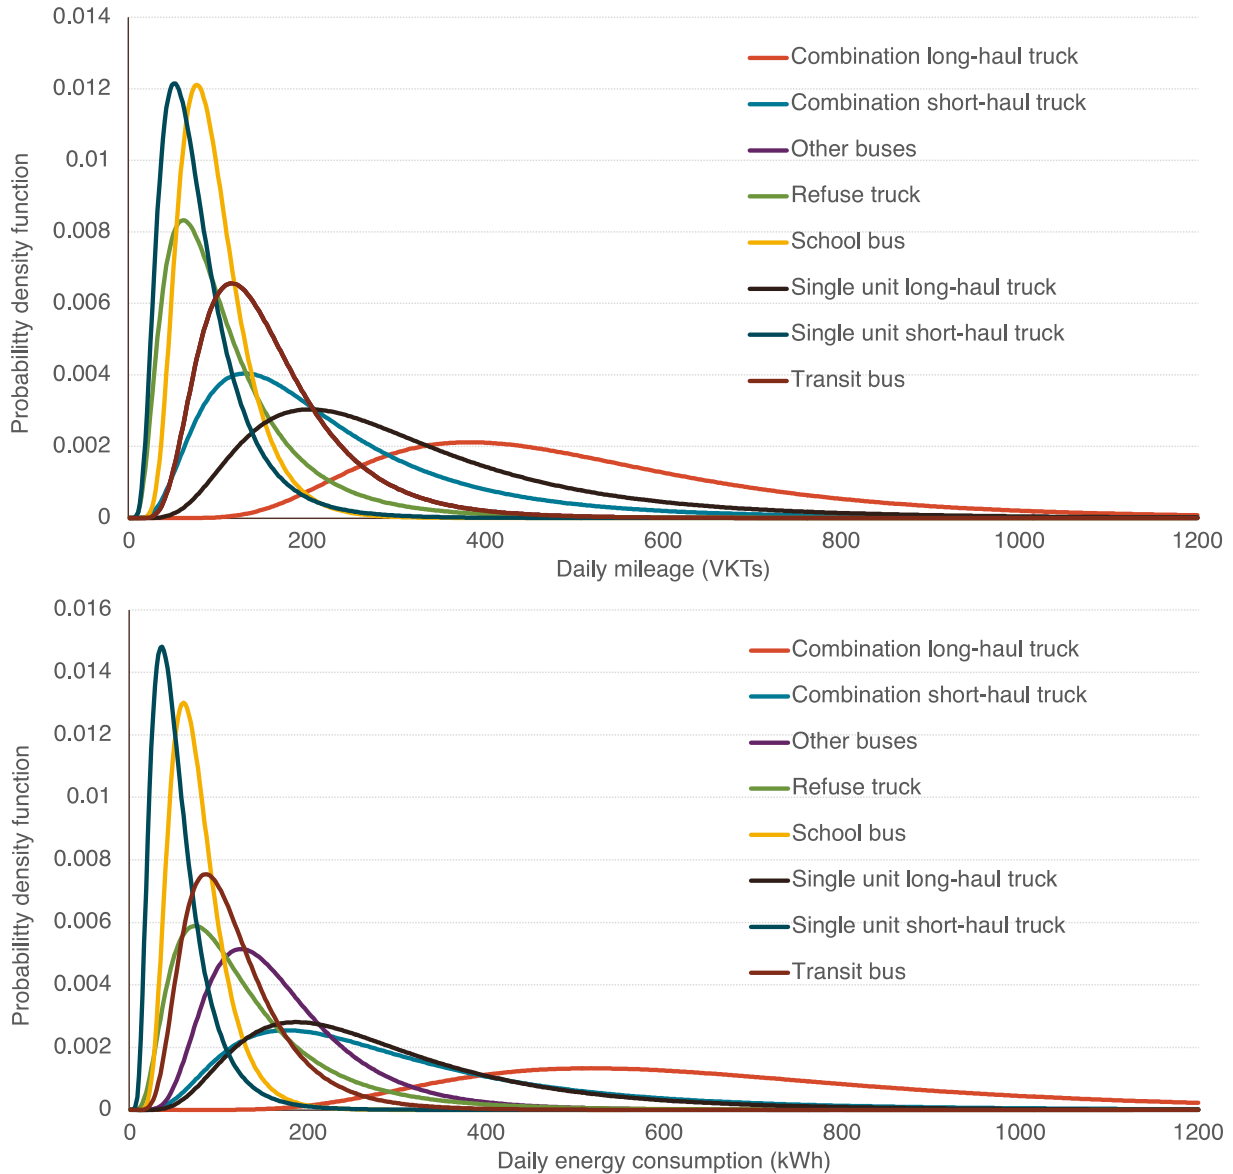 0.014
0.012
0.01
0.008
0.006
0.004
0.002
0
Probabilitty density function
Combination long-haul truck
Combination short-haul truck
Other buses
Refuse truck
School bus
Single unit long-haul truck
Single unit short-haul truck
Transit bus
0 200 400 600 800 1000 1200
Daily mileage (VKTs)
0.016
0.014
0.012
0.01
0.008
0.006
0.004
0.002
0
Probabilitty density function
Combination long-haul truck
Combination short-haul truck
Other buses
Refuse truck
School bus
Single unit long-haul truck
Single unit short-haul truck
Transit bus
0 200 400 600 800 1000 1200
Daily energy consumption (kWh)